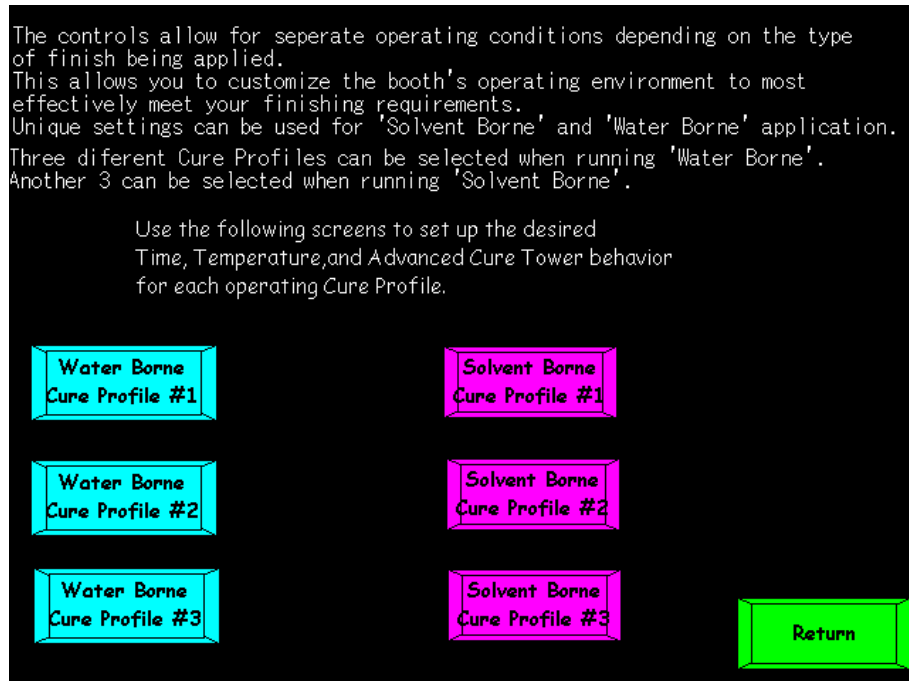 The controls allow for seperate operating conditions depending on the type
of finish being applied.
This allows you to customize the booth's operating environment to most
effectively meet your finishing requirements.
Unique settings can be used for 'Solvent Borne' and 'Water Borne' application.
Three diferent Cure Profiles can be selected when running 'Water Borne'.
Another 3 can be selected when running 'Solvent Borne'.
Use the following screens to set up the desired
Time, Temperature,and Advanced Cure Tower behavior
for each operating Cure Profile.
Water Borne
Cure Profile #1
Solvent Borne
Cure Profile #1
Water Borne
Cure Profile #2
Solvent Borne
Cure Profile #2
Water Borne
Cure Profile #3
Solvent Borne
Cure Profile #3
Return